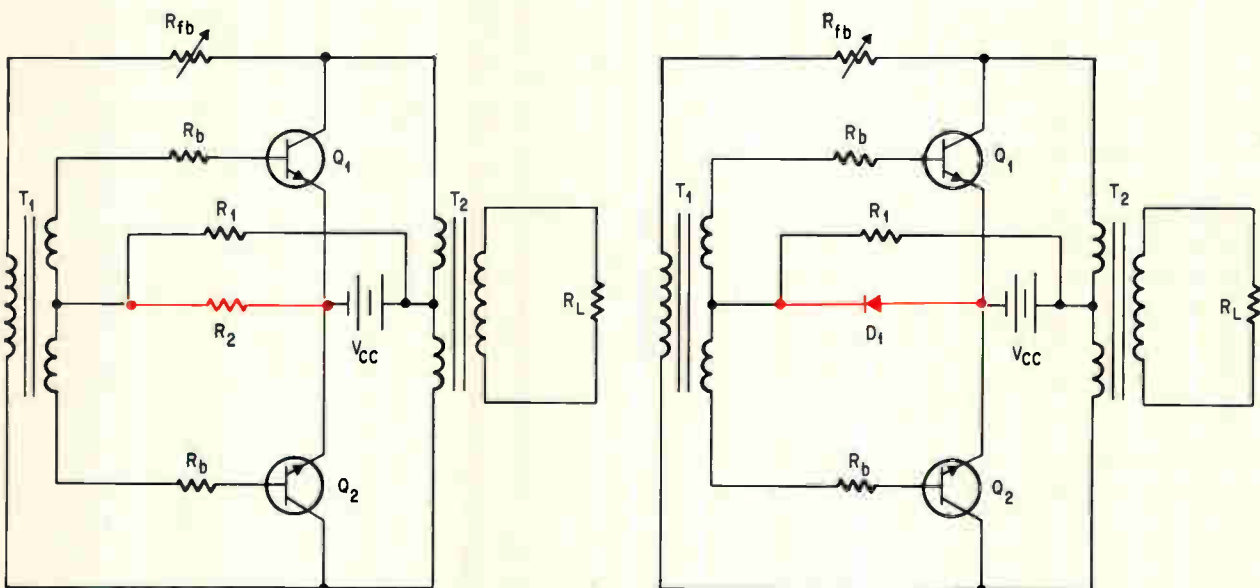 Rfb
Rb
Q1
T1
T2
R1
RL
R2
VCC
Rb
Q2
Rfb
Rb
Q1
T1
T2
R1
RL
D1
VCC
Rb
Q2